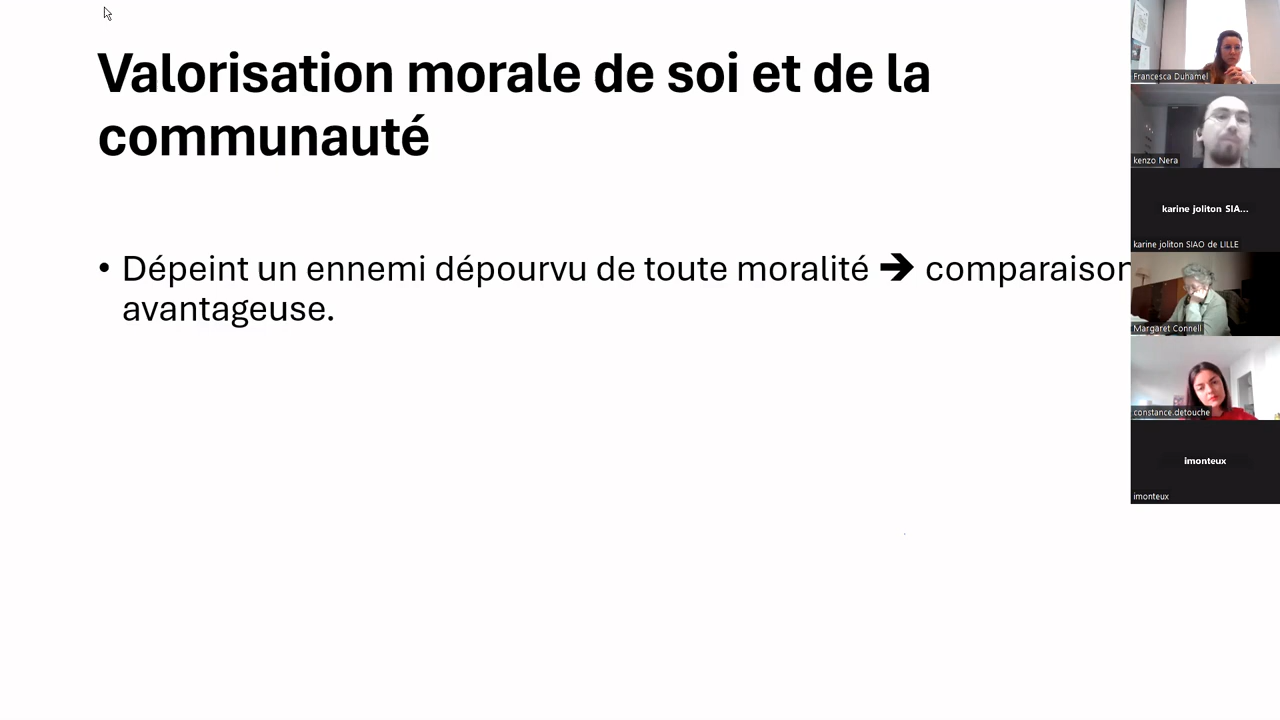 Valorisation morale de soi et de la
communauté
• Dépeint un ennemi dépourvu de toute moralité ➔ comparaison
avantageuse.
Francesca Duhamel
kenzo Nera
karine joliton SIA...
karine joliton SIAO de LILLE
Margaret Connell
constance.detouche
imonteux
imonteux